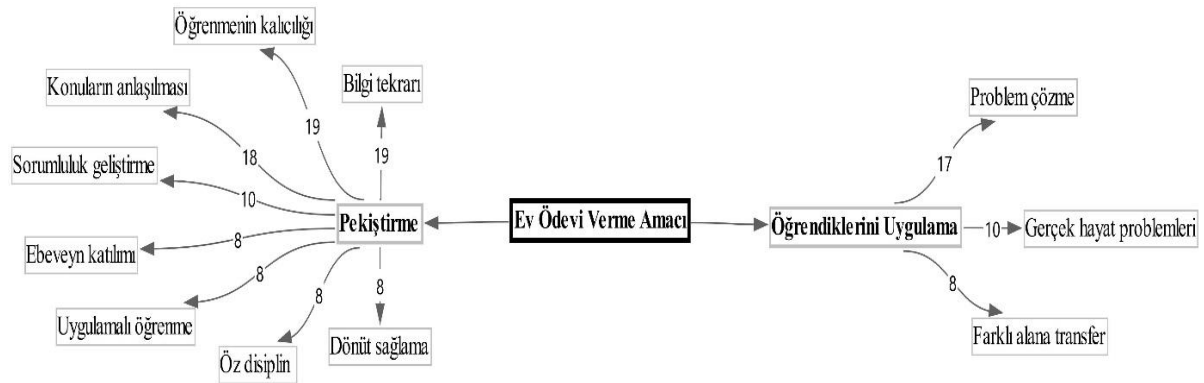 Öğrenmenin kalıcılığı
Bilgi tekrarı
Konuların anlaşılması
Problem çözme
19
19
17
18
Sorumluluk geliştirme
10
Pekiştirme
Ev Ödevi Verme Amacı
Öğrendiklerini Uygulama
10
Gerçek hayat problemleri
8
Ebeveyn katılımı
8
8
8
8
Uygulamalı öğrenme
Öz disiplin
Dönüt sağlama
Farklı alana transfer